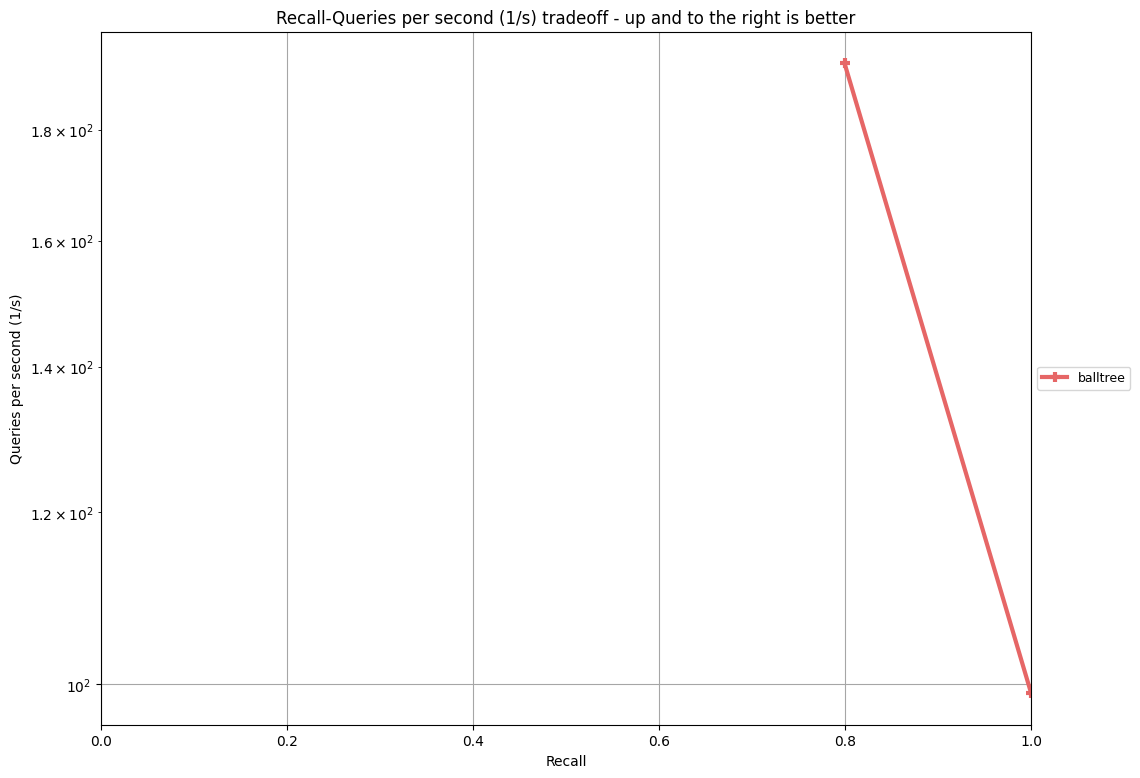 Recall-Queries per second (1/s) tradeoff - up and to the right is better
Queries per second (1/s)
1.8 × 10²
1.6 × 10²
1.4 × 10²
1.2 × 10²
10²
0.0 0.2 0.4 0.6 0.8 1.0
Recall
balltree